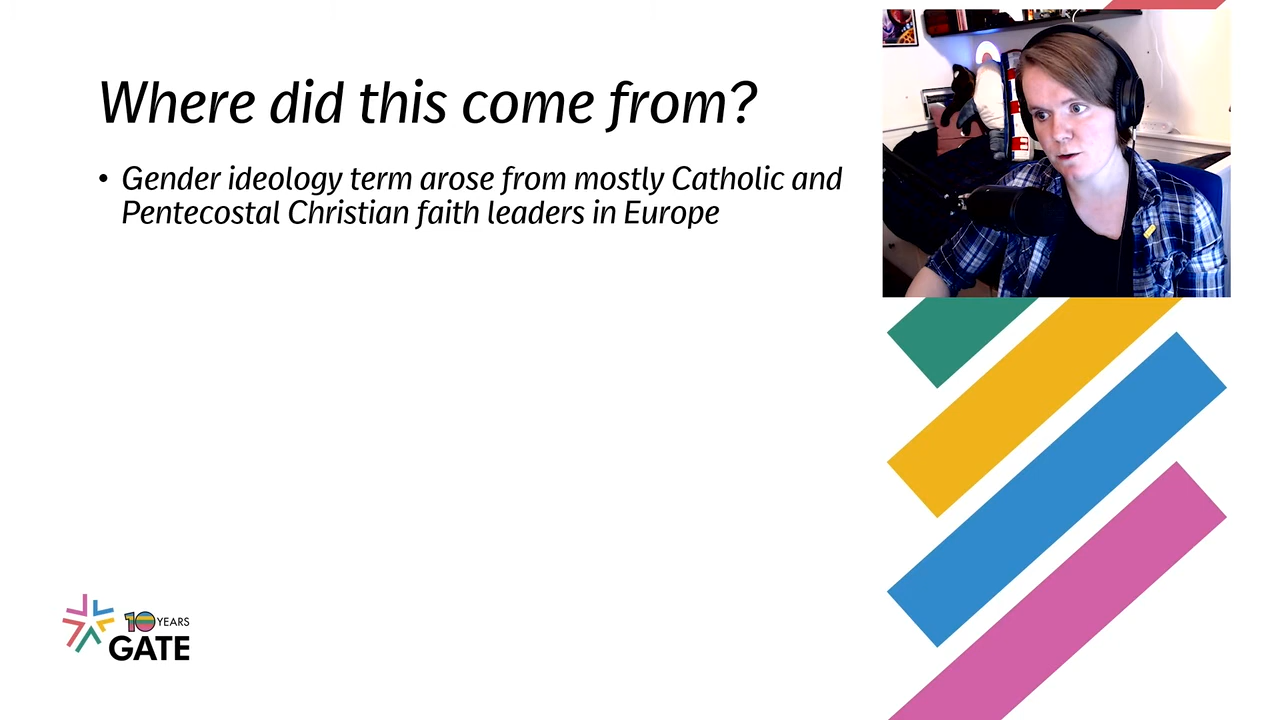 Where did this come from?
• Gender ideology term arose from mostly Catholic and
Pentecostal Christian faith leaders in Europe
10 YEARS
GATE